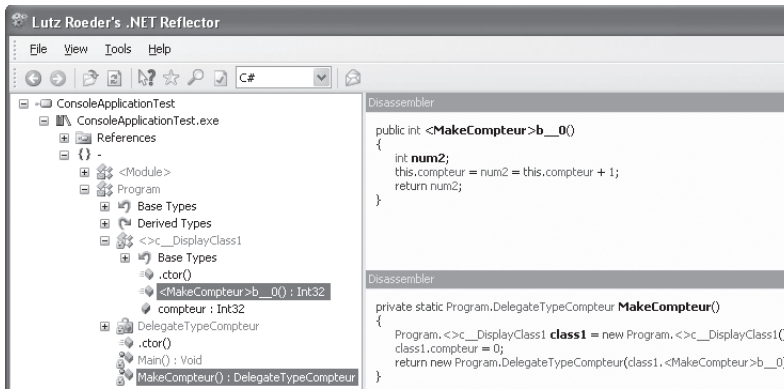 Lutz Roeder's .NET Reflector
File View Tools Help
C#
ConsoleApplicationTest
ConsoleApplicationTest.exe
References
{} -
<Module>
Program
Base Types
Derived Types
<>c__DisplayClass1
Base Types
.ctor()
<MakeCompteur>b__0() : Int32
compteur : Int32
DelegateTypeCompteur
.ctor()
Main() : Void
MakeCompteur() : DelegateTypeCompteur
Disassembler
public int <MakeCompteur>b__0()
{
int num2;
this.compteur = num2 = this.compteur + 1;
return num2;
}
Disassembler
private static Program.DelegateTypeCompteur MakeCompteur()
{
Program.<>c__DisplayClass1 class1 = new Program.<>c__DisplayClass1()
class1.compteur = 0;
return new Program.DelegateTypeCompteur(class1.<MakeCompteur>b__0)
}